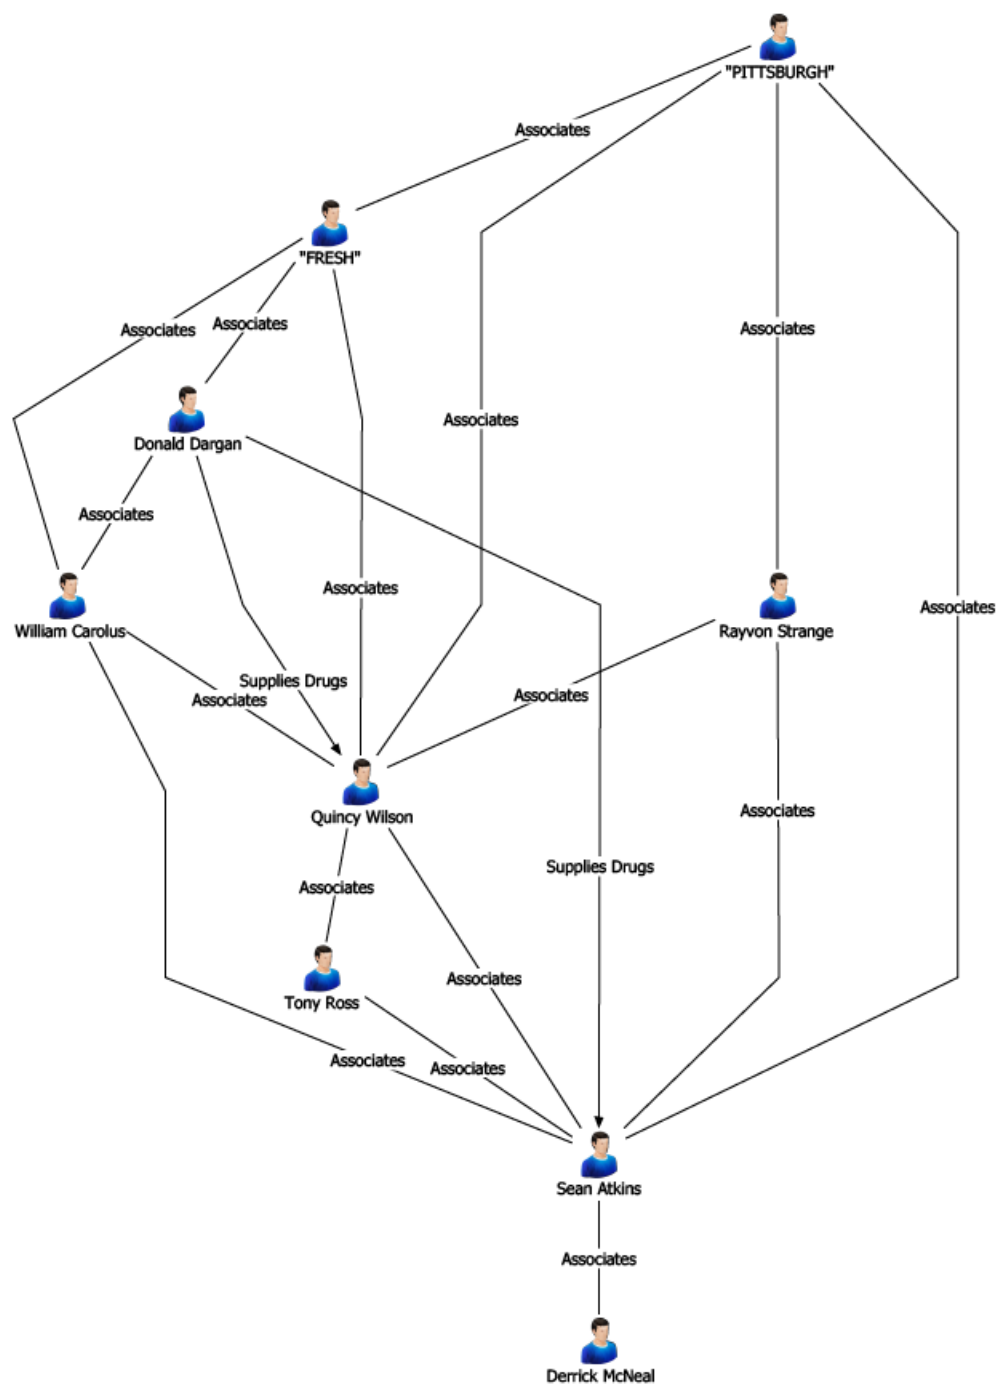 "PITTSBURGH"
Associates
"FRESH"
Associates
Associates
Associates
Donald Dargan
Associates
Associates
Associates
Associates
William Carolus
Rayvon Strange
Supplies Drugs
Associates
Associates
Quincy Wilson
Associates
Supplies Drugs
Associates
Associates
Tony Ross
Associates
Associates
Sean Atkins
Associates
Derrick McNeal